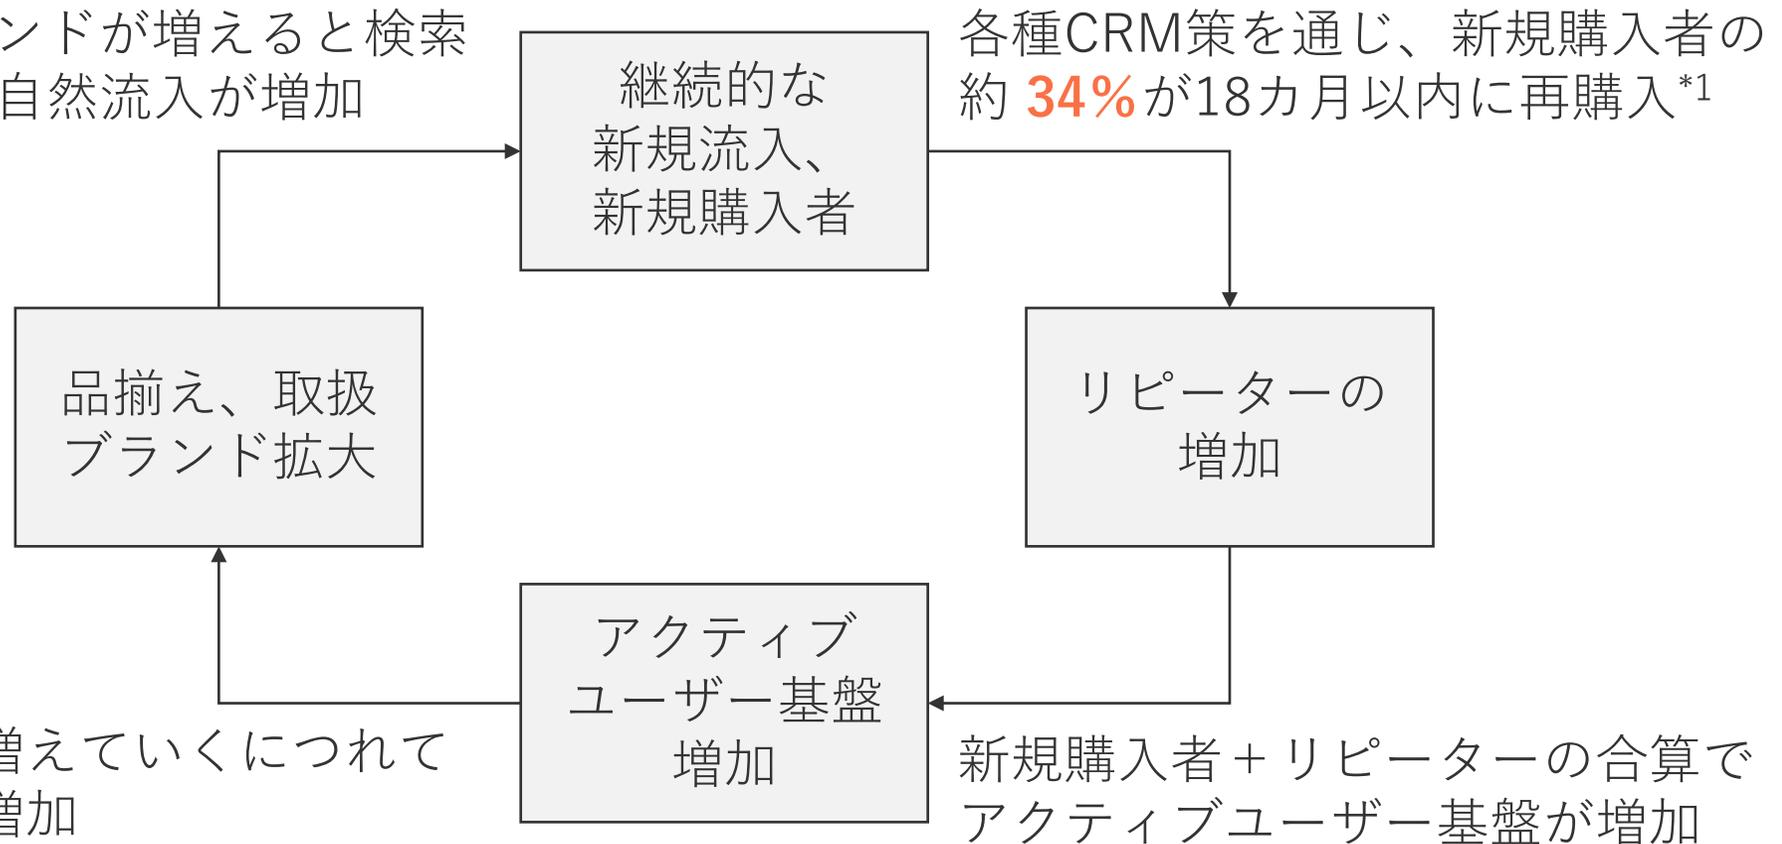 ンドが増えると検索
自然流入が増加
各種CRM策を通じ、新規購入者の
約 34%が18カ月以内に再購入*1
継続的な
新規流入、
新規購入者
品揃え、取扱
ブランド拡大
リピーターの
増加
アクティブ
ユーザー基盤
増加
増えていくにつれて
増加
新規購入者＋リピーターの合算で
アクティブユーザー基盤が増加